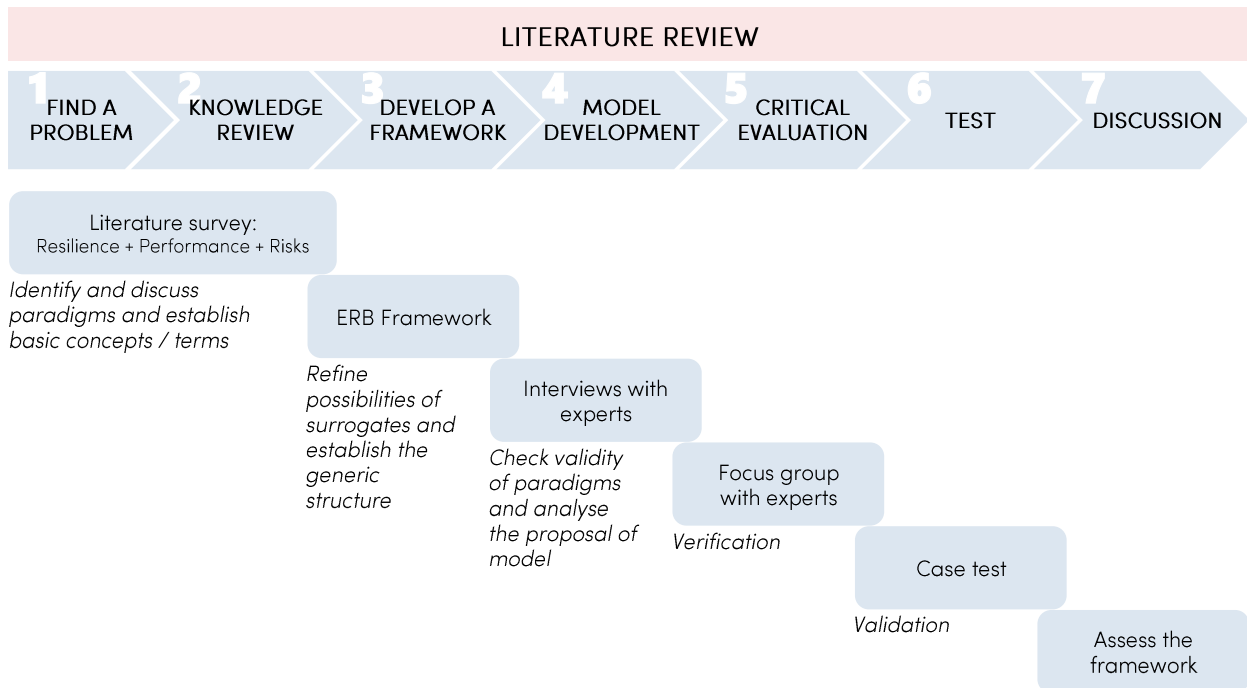 LITERATURE REVIEW
1
FIND A
PROBLEM
2
KNOWLEDGE
REVIEW
3
DEVELOP A
FRAMEWORK
4
MODEL
DEVELOPMENT
5
CRITICAL
EVALUATION
6
TEST
7
DISCUSSION
Literature survey:
Resilience + Performance + Risks
Identify and discuss
paradigms and establish
basic concepts / terms
ERB Framework
Refine
possibilities of
surrogates and
establish the
generic
structure
Interviews with
experts
Check validity
of paradigms
and analyse
the proposal of
model
Focus group
with experts
Verification
Case test
Validation
Assess the
framework